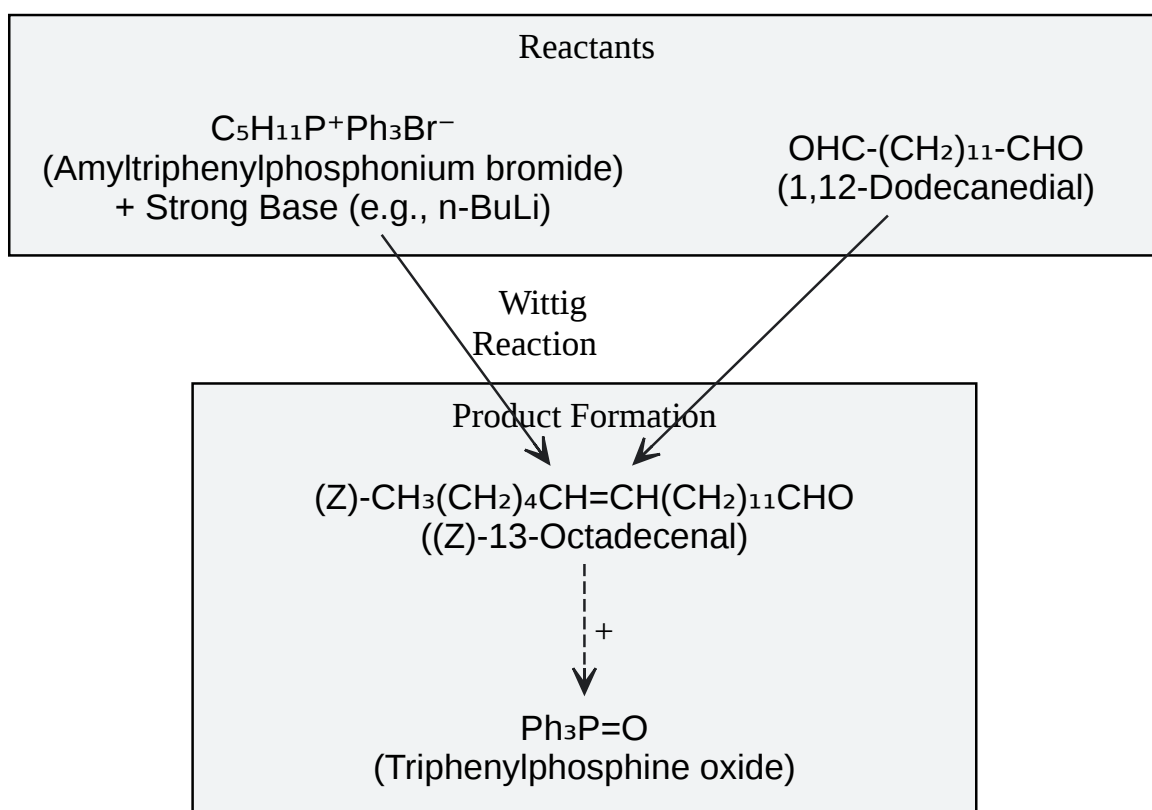 Reactants
C₅H₁₁P⁺Ph₃Br⁻
(Amyltriphenylphosphonium bromide)
+ Strong Base (e.g., n-BuLi)
OHC-(CH₂)₁₁-CHO
(1,12-Dodecanedial)
Wittig
Reaction
Product Formation
(Z)-CH₃(CH₂)₄CH=CH(CH₂)₁₁CHO
((Z)-13-Octadecenal)
+
Ph₃P=O
(Triphenylphosphine oxide)